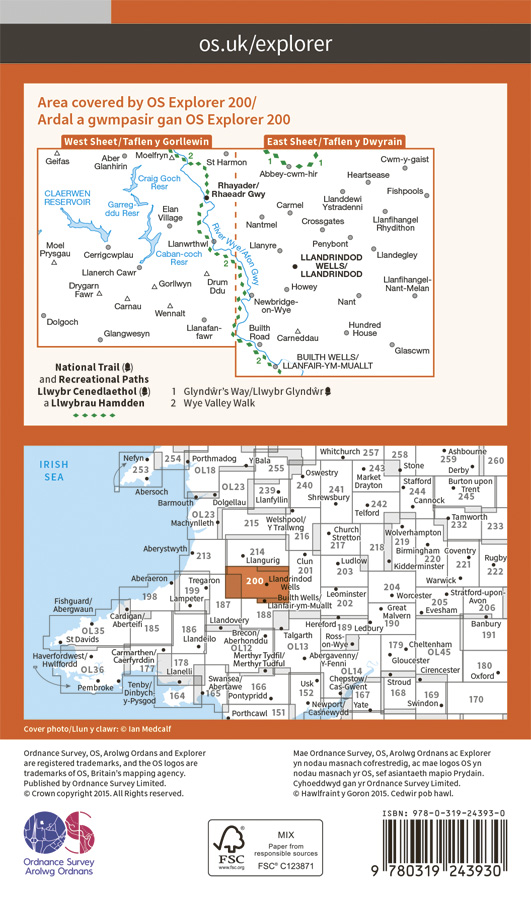 os.uk/explorer
Area covered by OS Explorer 200/
Ardal a gwmpasir gan OS Explorer 200
West Sheet/Taflen y Gorllewin
East Sheet/Taflen y Dwyrain
Geifas
Aber
Glanhirin
Moelfryn
2
St Harmon
1
Abbey-cwm-hir
Cwm-y-gaist
Heartsease
Craig Goch
Resr
Rhayader/
Rhaeadr Gwy
Fishpools
CLAERWEN
RESERVOIR
Garreg-
ddu Resr
Elan
Village
Carmel
Llanddewi
Ystradenni
Nantmel
Crossgates
Llanfihangel
Rhydithon
River Wye/Afon Gwy
Moel
Prysgau
Cerrigcwplau
Llanwrthwl
Caban-coch
Resr
Llanyre
Penybont
Llandegley
LLANDRINDOD
WELLS/
LLANDRINDOD
Llanerch Cawr
2
Drygarn
Fawr
Gorllwyn
Drum
Ddu
Howey
Llanfihangel-
Nant-Melan
Carnau
Wennalt
Newbridge-
on-Wye
Nant
Dolgoch
Glangwesyn
Llanafan-
fawr
Builth
Road
Carneddau
Hundred
House
Glascwm
2
BUILTH WELLS/
LLANFAIR-YM-MUALLT
National Trail ( )
and Recreational Paths
Llwybr Cenedlaethol ( )
a Llwybrau Hamdden
1 Glyndŵr's Way/Llwybr Glyndŵr
2 Wye Valley Walk
IRISH
SEA
Nefyn
253
254
Porthmadog
OL18
Y Bala
255
Whitchurch
257
258
Stone
Ashbourne
259
Derby
260
Abersoch
Barmouth
OL23
Dolgellau
239
Llanfyllin
Oswestry
240
241
Shrewsbury
243
Market
Drayton
Stafford
244
Cannock
Burton upon
Trent
245
242
Telford
OL23
Machynlleth
215
Welshpool/
Y Trallwng
216
Church
Stretton
217
218
Wolverhampton
219
Birmingham
220
Tamworth
232
233
Aberystwyth
213
214
Llangurig
Clun
201
Ludlow
203
Kidderminster
Coventry
221
Rugby
222
Aberaeron
198
Tregaron
199
Lampeter
200
Llandrindod
Wells
Builth Wells/
Llanfair-ym-Muallt
Leominster
202
204
Worcester
Warwick
205
Evesham
Stratford-upon-
Avon
206
Fishguard/
Abergwaun
Cardigan/
Aberteifi
185
187
188
Great
Malvern
190
Banbury
191
OL35
St Davids
186
Llandeilo
Llandovery
Brecon/
Aberhonddu
OL12
Merthyr Tydfil/
Merthyr Tudful
Talgarth
OL13
Hereford
189
Ledbury
Ross-
on-Wye
179
Cheltenham
OL45
Gloucester
Haverfordwest/
Hwlffordd
OL36
Pembroke
Carmarthen/
Caerfyrddin
177
178
Llanelli
Abergavenny/
Y-Fenni
OL14
Chepstow/
Cas-Gwent
Cirencester
180
Oxford
Tenby/
Dinbych-
y-Pysgod
164
Swansea/
Abertawe
165
166
Pontypridd
Usk
152
Newport/
Casnewydd
167
Yate
Stroud
168
169
Swindon
170
Porthcawl
151
Cover photo/Llun y clawr: © Ian Medcalf
Ordnance Survey, OS, Arolwg Ordans and Explorer
are registered trademarks, and the OS logos are
trademarks of OS, Britain's mapping agency.
Published by Ordnance Survey Limited.
© Crown copyright 2015. All rights reserved.
Mae Ordnance Survey, OS, Arolwg Ordnans ac Explorer
yn nodau masnach cofrestredig, ac mae logos OS yn
nodau masnach yr OS, sef asiantaeth mapio Prydain.
Cyhoeddwyd gan yr Ordnance Survey Limited.
© Hawlfraint y Goron 2015. Cedwir pob hawl.
Ordnance Survey
Arolwg Ordnans
FSC
www.fsc.org
MIX
Paper from
responsible sources
FSC® C123871
ISBN: 978-0-319-24393-0
9 780319 243930